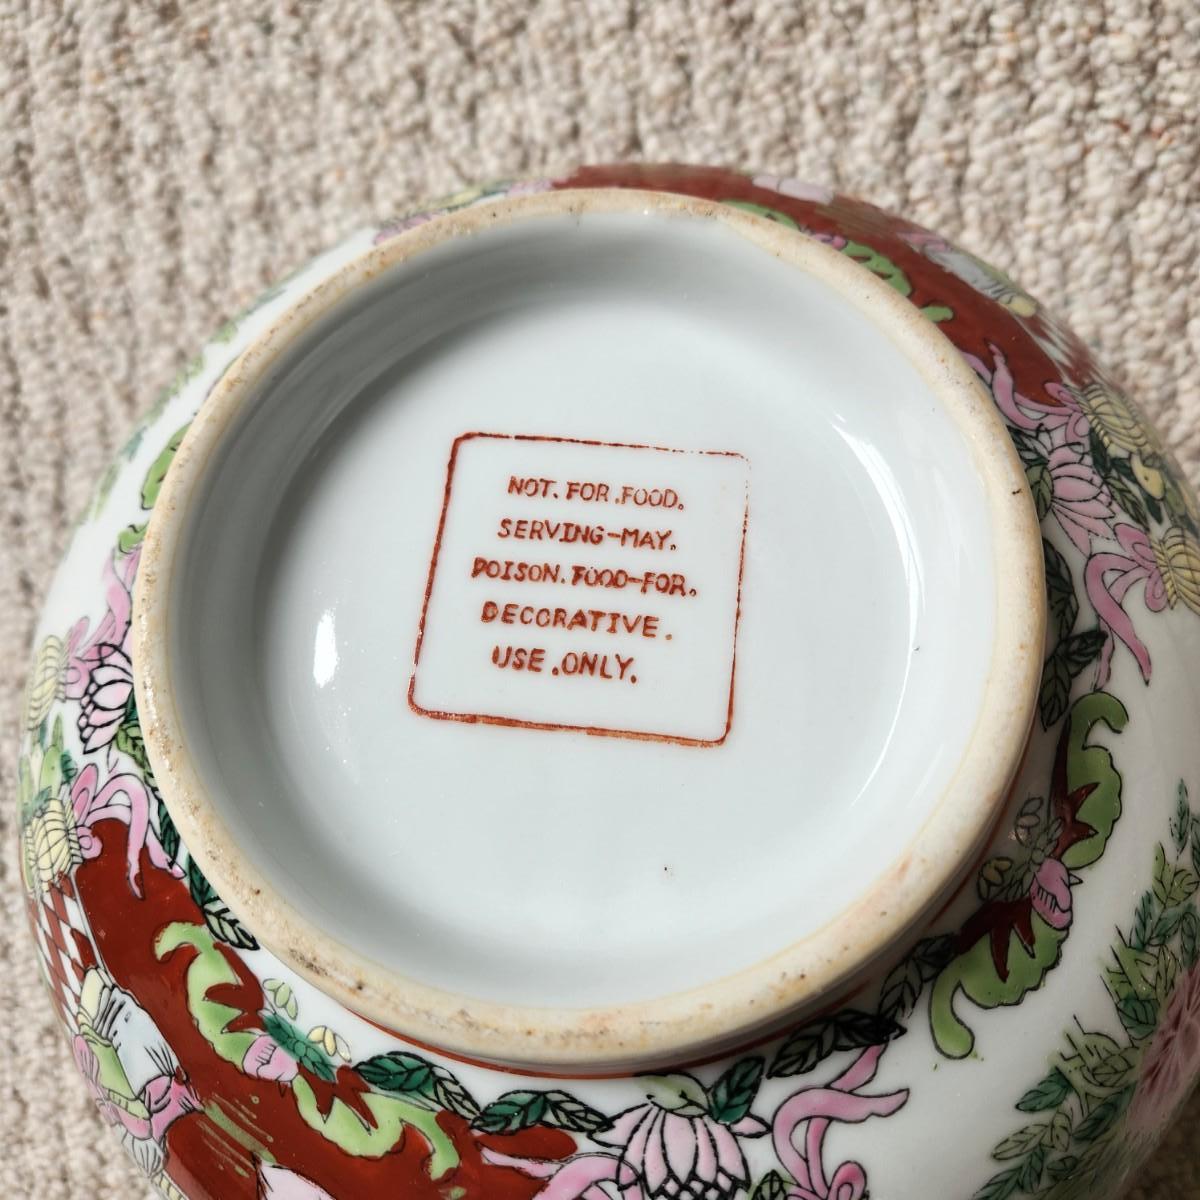 NOT. FOR. FOOD.
SERVING-MAY.
POISON. FOOD-FOR.
DECORATIVE.
USE. ONLY.